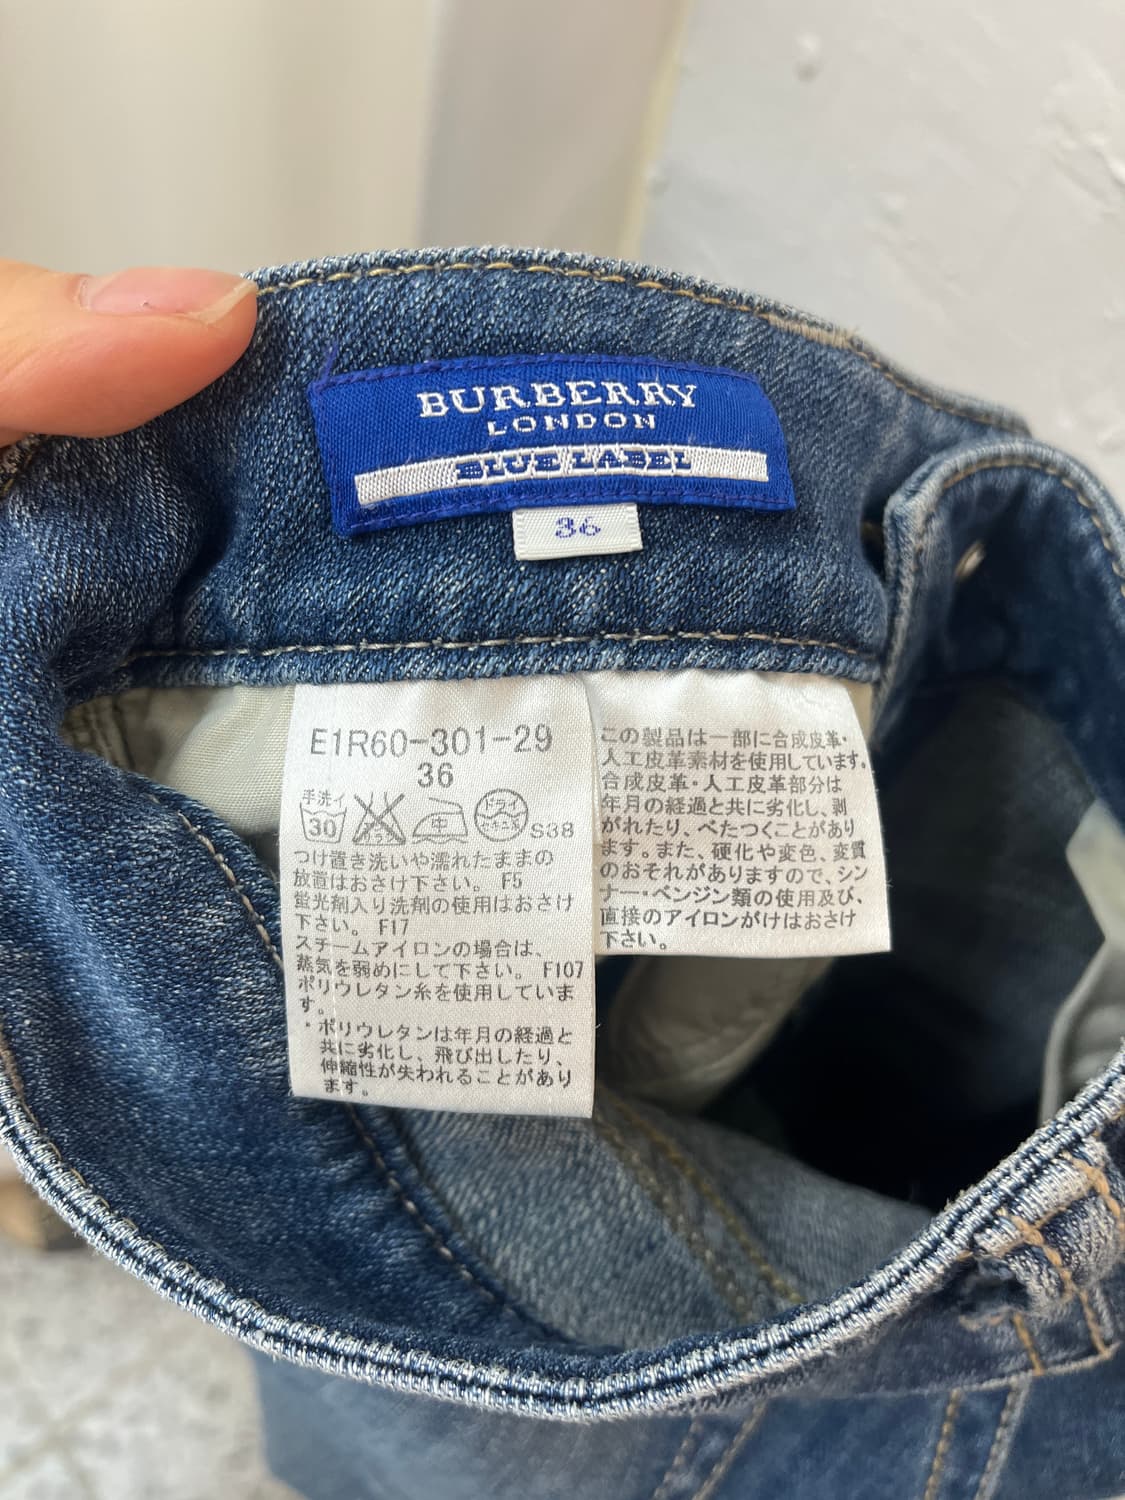 BURBERRY
LONDON
BLUE LABEL
36
E1R60-301-29
36
手洗イ
30
エンソ
サラシ
中
ドライ
セキユ系
S38
つけ置き洗いや濡れたままの
放置はおさけ下さい。 F5
蛍光剤入り洗剤の使用はおさけ
下さい。 F17
スチームアイロンの場合は、
蒸気を弱めにして下さい。 F107
ポリウレタン糸を使用していま
す。
・ポリウレタンは年月の経過と
共に劣化し、飛び出したり、
伸縮性が失われることがあり
ます。
この製品は一部に合成皮革・
人工皮革素材を使用しています。
合成皮革・人工皮革部分は
年月の経過と共に劣化し、剥
がれたり、べたつくことがあり
ます。また、硬化や変色、変質
のおそれがありますので、シン
ナー・ベンジン類の使用及び、
直接のアイロンがけはおさけ
下さい。